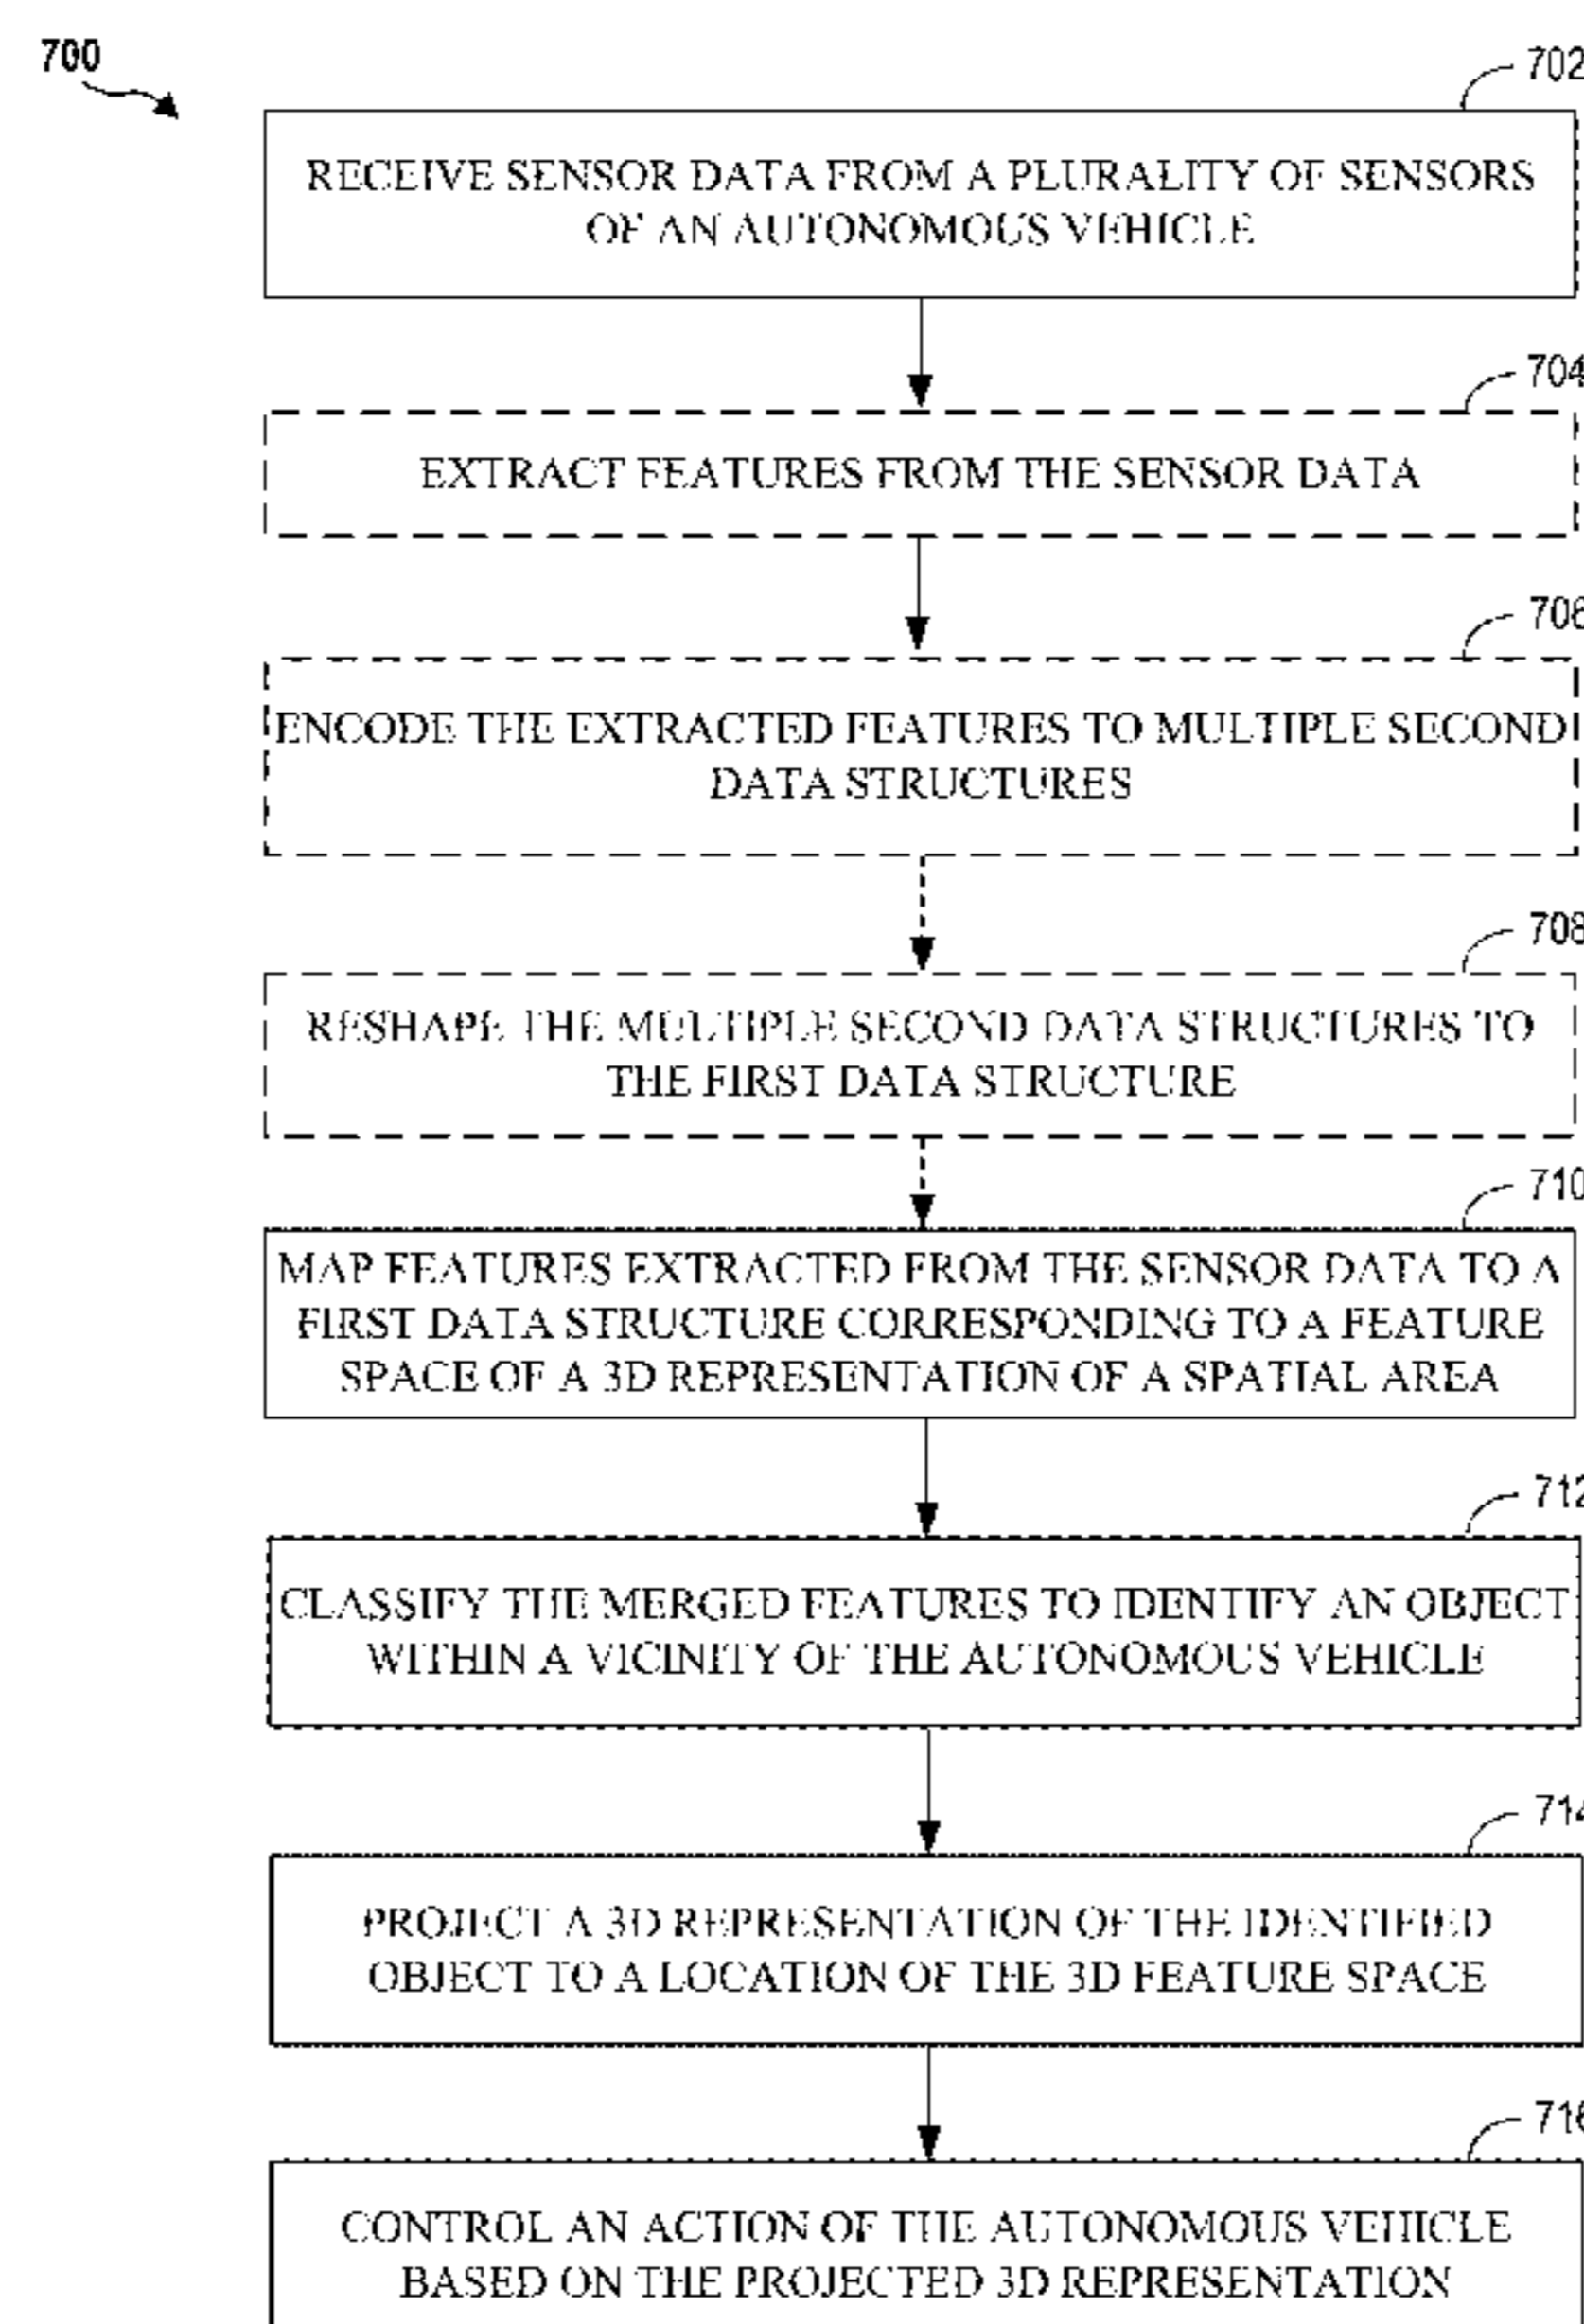 700
702
RECEIVE SENSOR DATA FROM A PLURALITY OF SENSORS
OF AN AUTONOMOUS VEHICLE
704
EXTRACT FEATURES FROM THE SENSOR DATA
706
ENCODE THE EXTRACTED FEATURES TO MULTIPLE SECOND
DATA STRUCTURES
708
RESHAPE THE MULTIPLE SECOND DATA STRUCTURES TO
THE FIRST DATA STRUCTURE
710
MAP FEATURES EXTRACTED FROM THE SENSOR DATA TO A
FIRST DATA STRUCTURE CORRESPONDING TO A FEATURE
SPACE OF A 3D REPRESENTATION OF A SPATIAL AREA
712
CLASSIFY THE MERGED FEATURES TO IDENTIFY AN OBJECT
WITHIN A VICINITY OF THE AUTONOMOUS VEHICLE
714
PROJECT A 3D REPRESENTATION OF THE IDENTIFIED
OBJECT TO A LOCATION OF THE 3D FEATURE SPACE
716
CONTROL AN ACTION OF THE AUTONOMOUS VEHICLE
BASED ON THE PROJECTED 3D REPRESENTATION